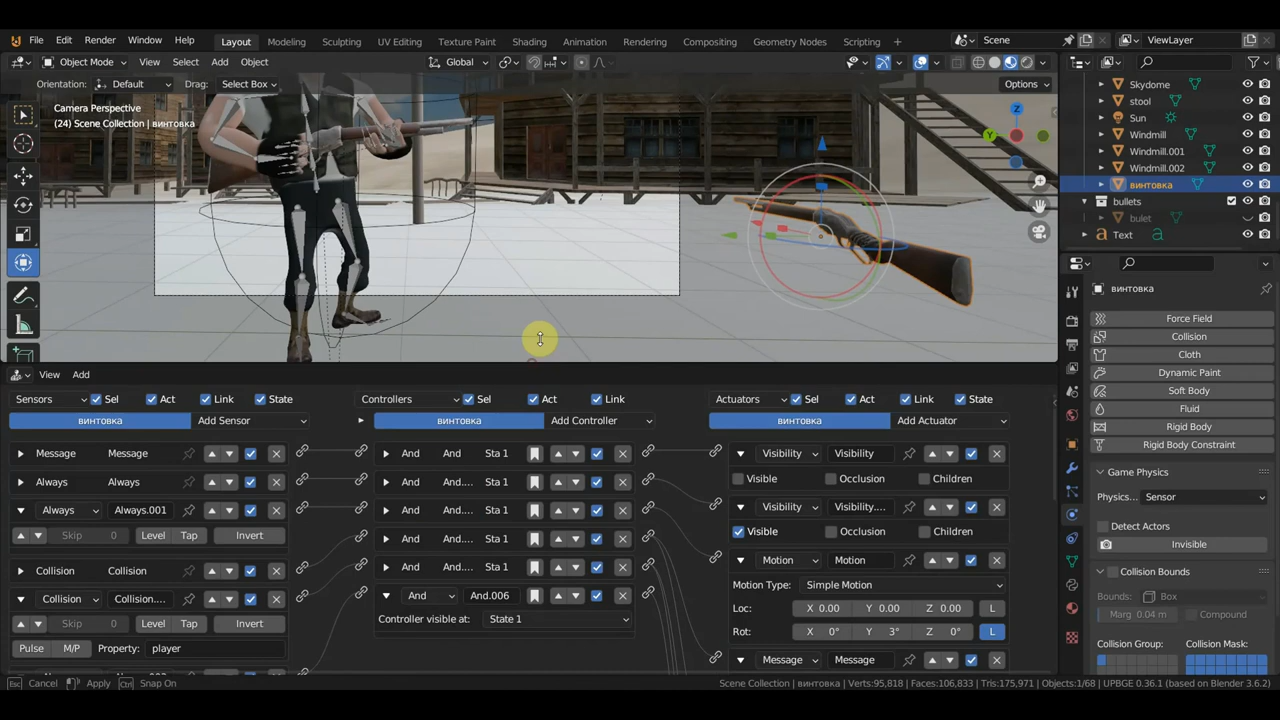 File Edit Render Window Help Layout Modeling Sculpting UV Editing Texture Paint Shading Animation Rendering Compositing Geometry Nodes Scripting + Scene ViewLayer
Object Mode View Select Add Object Global
Orientation: Default Drag: Select Box Options
Camera Perspective
(24) Scene Collection | винтовка
Z
Y
Skydome
stool
Sun
Windmill
Windmill.001
Windmill.002
винтовка
bullets
bulet
Text
винтовка
Force Field
Collision
Cloth
Dynamic Paint
Soft Body
Fluid
Rigid Body
Rigid Body Constraint
Game Physics
Physics... Sensor
Detect Actors
Invisible
Collision Bounds
Bounds: Box
Marg 0.04 m Compound
Collision Group: Collision Mask:
View Add
Sensors Sel Act Link State
винтовка Add Sensor
Message Message
Always Always
Always Always.001
Skip 0 Level Tap Invert
Collision Collision
Collision Collision....
Skip 0 Level Tap Invert
Pulse M/P Property: player
Controllers Sel Act Link
винтовка Add Controller
And And Sta 1
And And.... Sta 1
And And.... Sta 1
And And.... Sta 1
And And.... Sta 1
And And.006
Controller visible at: State 1
Actuators Sel Act Link State
винтовка Add Actuator
Visibility Visibility
Visible Occlusion Children
Visibility Visibility....
Visible Occlusion Children
Motion Motion
Motion Type: Simple Motion
Loc: X 0.00 Y 0.00 Z 0.00 L
Rot: X 0° Y 3° Z 0° L
Message Message
Esc Cancel Apply Ctrl Snap On Scene Collection | винтовка | Verts:95,818 | Faces:106,833 | Tris:175,971 | Objects:1/68 | UPBGE 0.36.1 (based on Blender 3.6.2)